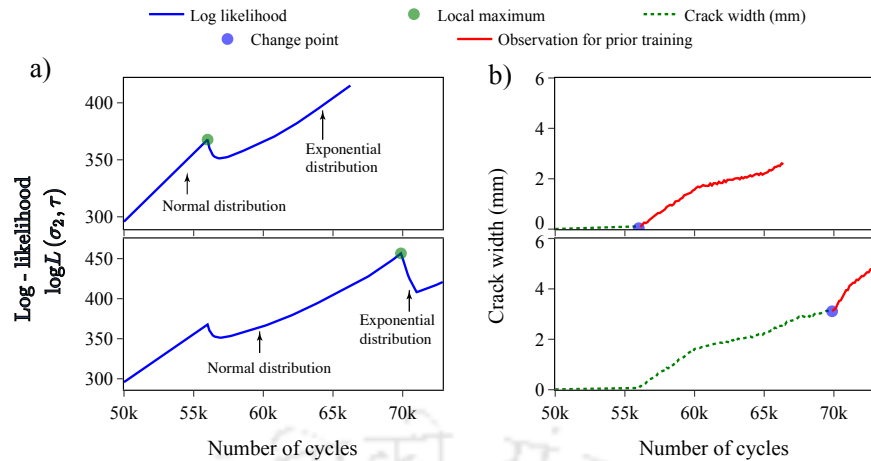 Log likelihood
Local maximum
Crack width (mm)
Change point
Observation for prior training
a)
400
350
300
Normal distribution
Exponential
distribution
450
400
350
300
Normal distribution
Exponential
distribution
50k 55k 60k 65k 70k
Number of cycles
Log - likelihood
logL (σ₂, τ)
b)
6
4
2
0
6
4
2
0
50k 55k 60k 65k 70k
Number of cycles
Crack width (mm)